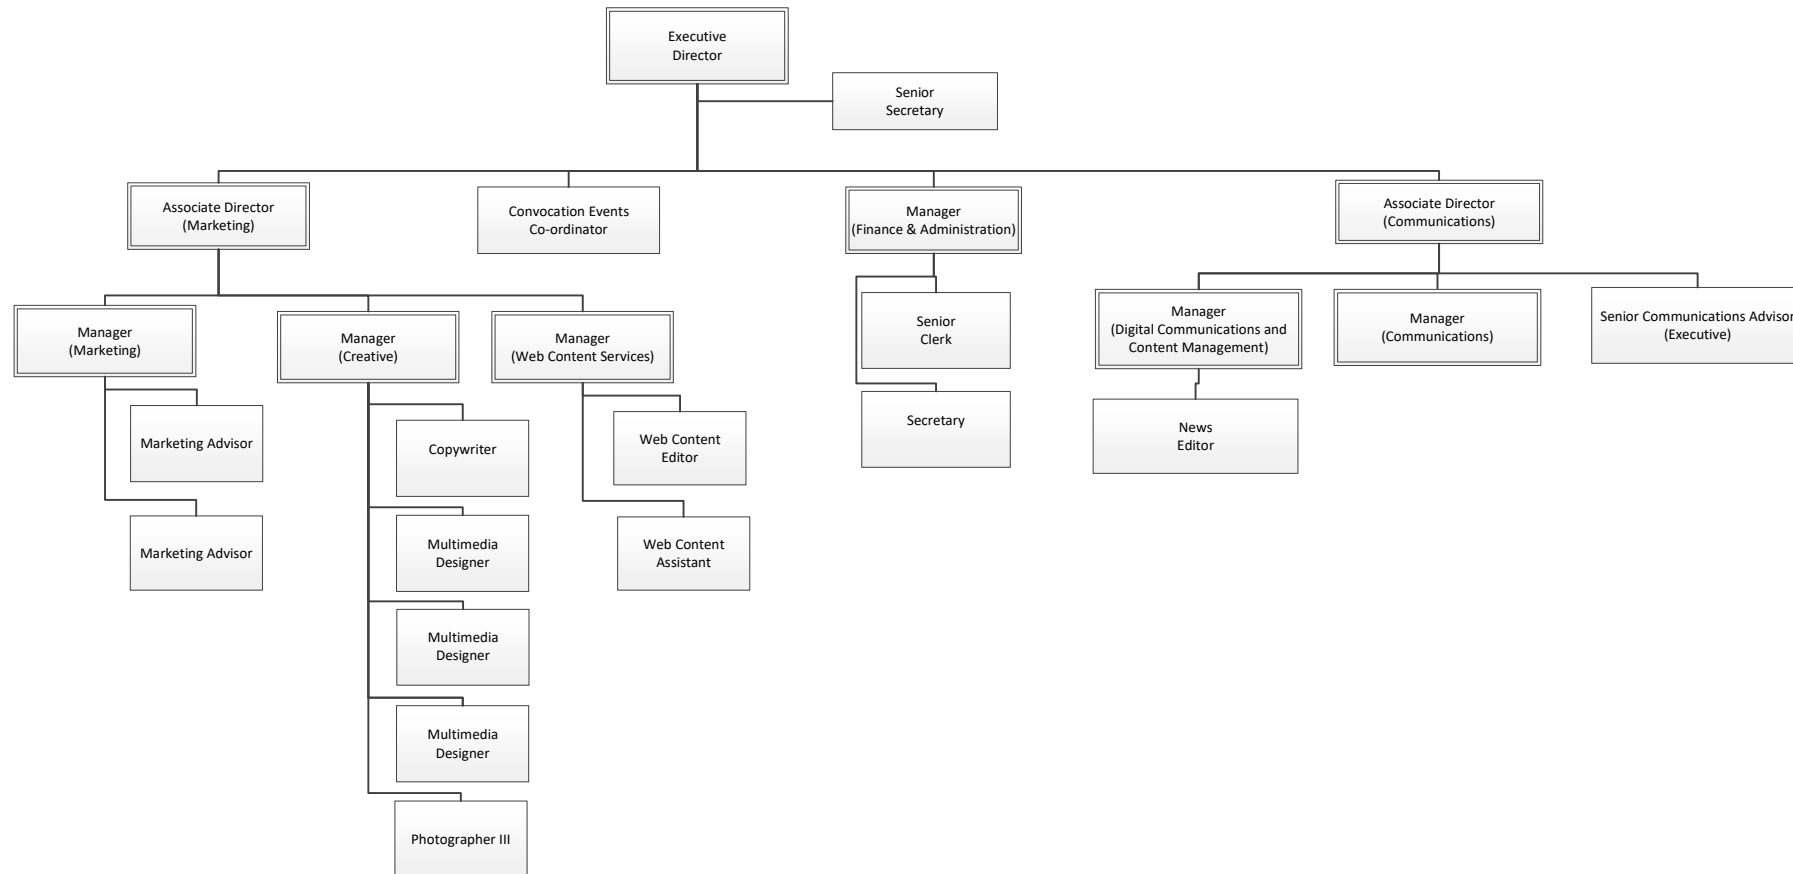 Executive
Director
Senior
Secretary
Associate Director
(Marketing)
Convocation Events
Co-ordinator
Manager
(Finance & Administration)
Associate Director
(Communications)
Manager
(Marketing)
Manager
(Creative)
Manager
(Web Content Services)
Senior
Clerk
Manager
(Digital Communications and
Content Management)
Manager
(Communications)
Senior Communications Advisor
(Executive)
Marketing Advisor
Copywriter
Web Content
Editor
Secretary
News
Editor
Marketing Advisor
Multimedia
Designer
Web Content
Assistant
Multimedia
Designer
Multimedia
Designer
Photographer III